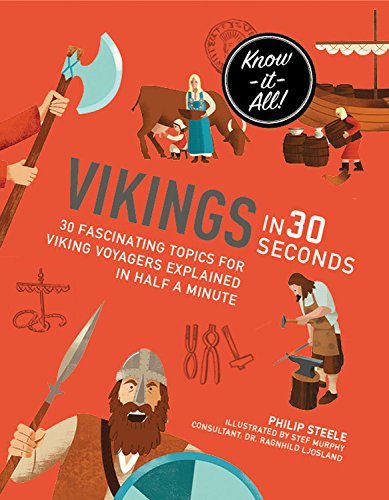 Know
-it-
All!
VIKINGS
IN 30
SECONDS
30 FASCINATING TOPICS FOR
VIKING VOYAGERS EXPLAINED
IN HALF A MINUTE
PHILIP STEELE
ILLUSTRATED BY STEF MURPHY
CONSULTANT: DR. RAGNHILD LJOSLAND